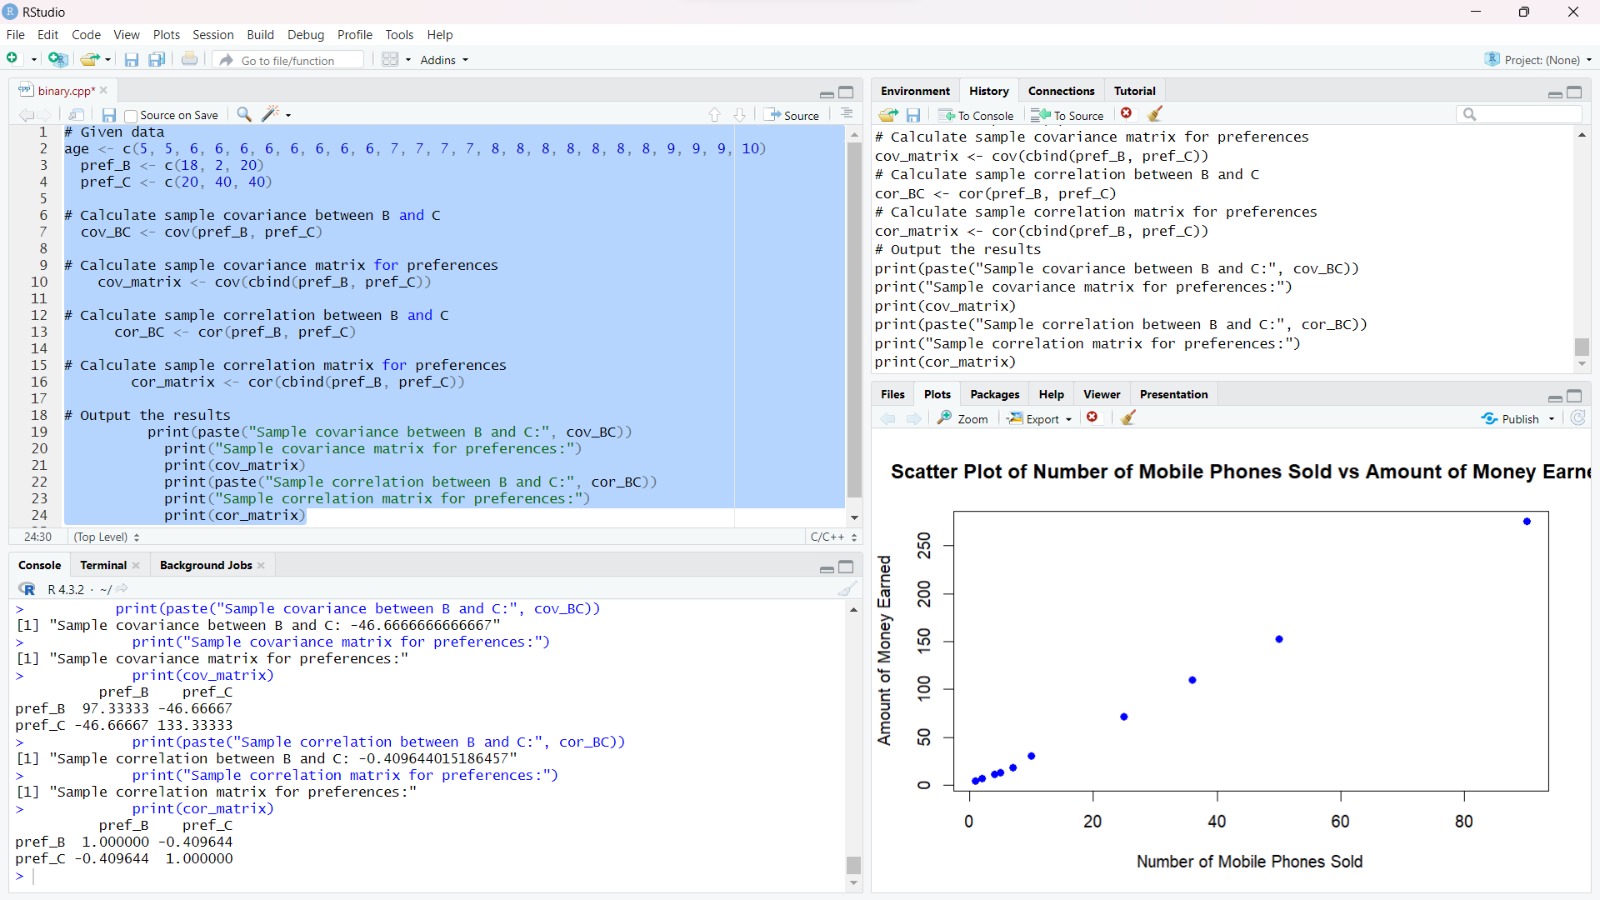 RStudio
File Edit Code View Plots Session Build Debug Profile Tools Help
Go to file/function Addins Project: (None)
binary.cpp*
Source on Save Source
1 # Given data
2 age <- c(5, 5, 6, 6, 6, 6, 6, 6, 6, 6, 7, 7, 7, 7, 8, 8, 8, 8, 8, 8, 8, 9, 9, 9, 10)
3 pref_B <- c(18, 2, 20)
4 pref_C <- c(20, 40, 40)
5
6 # Calculate sample covariance between B and C
7 cov_BC <- cov(pref_B, pref_C)
8
9 # Calculate sample covariance matrix for preferences
10 cov_matrix <- cov(cbind(pref_B, pref_C))
11
12 # Calculate sample correlation between B and C
13 cor_BC <- cor(pref_B, pref_C)
14
15 # Calculate sample correlation matrix for preferences
16 cor_matrix <- cor(cbind(pref_B, pref_C))
17
18 # Output the results
19 print(paste("Sample covariance between B and C:", cov_BC))
20 print("Sample covariance matrix for preferences:")
21 print(cov_matrix)
22 print(paste("Sample correlation between B and C:", cor_BC))
23 print("Sample correlation matrix for preferences:")
24 print(cor_matrix)
24:30 (Top Level) C/C++
Console Terminal Background Jobs
R 4.3.2 · ~/
> print(paste("Sample covariance between B and C:", cov_BC))
[1] "Sample covariance between B and C: -46.6666666666667"
> print("Sample covariance matrix for preferences:")
[1] "Sample covariance matrix for preferences:"
> print(cov_matrix)
pref_B pref_C
pref_B 97.33333 -46.66667
pref_C -46.66667 133.33333
> print(paste("Sample correlation between B and C:", cor_BC))
[1] "Sample correlation between B and C: -0.409644015186457"
> print("Sample correlation matrix for preferences:")
[1] "Sample correlation matrix for preferences:"
> print(cor_matrix)
pref_B pref_C
pref_B 1.000000 -0.409644
pref_C -0.409644 1.000000
>
Environment History Connections Tutorial
To Console To Source
# Calculate sample covariance matrix for preferences
cov_matrix <- cov(cbind(pref_B, pref_C))
# Calculate sample correlation between B and C
cor_BC <- cor(pref_B, pref_C)
# Calculate sample correlation matrix for preferences
cor_matrix <- cor(cbind(pref_B, pref_C))
# Output the results
print(paste("Sample covariance between B and C:", cov_BC))
print("Sample covariance matrix for preferences:")
print(cov_matrix)
print(paste("Sample correlation between B and C:", cor_BC))
print("Sample correlation matrix for preferences:")
print(cor_matrix)
Files Plots Packages Help Viewer Presentation
Zoom Export Publish
Scatter Plot of Number of Mobile Phones Sold vs Amount of Money Earne
Amount of Money Earned
250
200
150
100
50
0
0 20 40 60 80
Number of Mobile Phones Sold